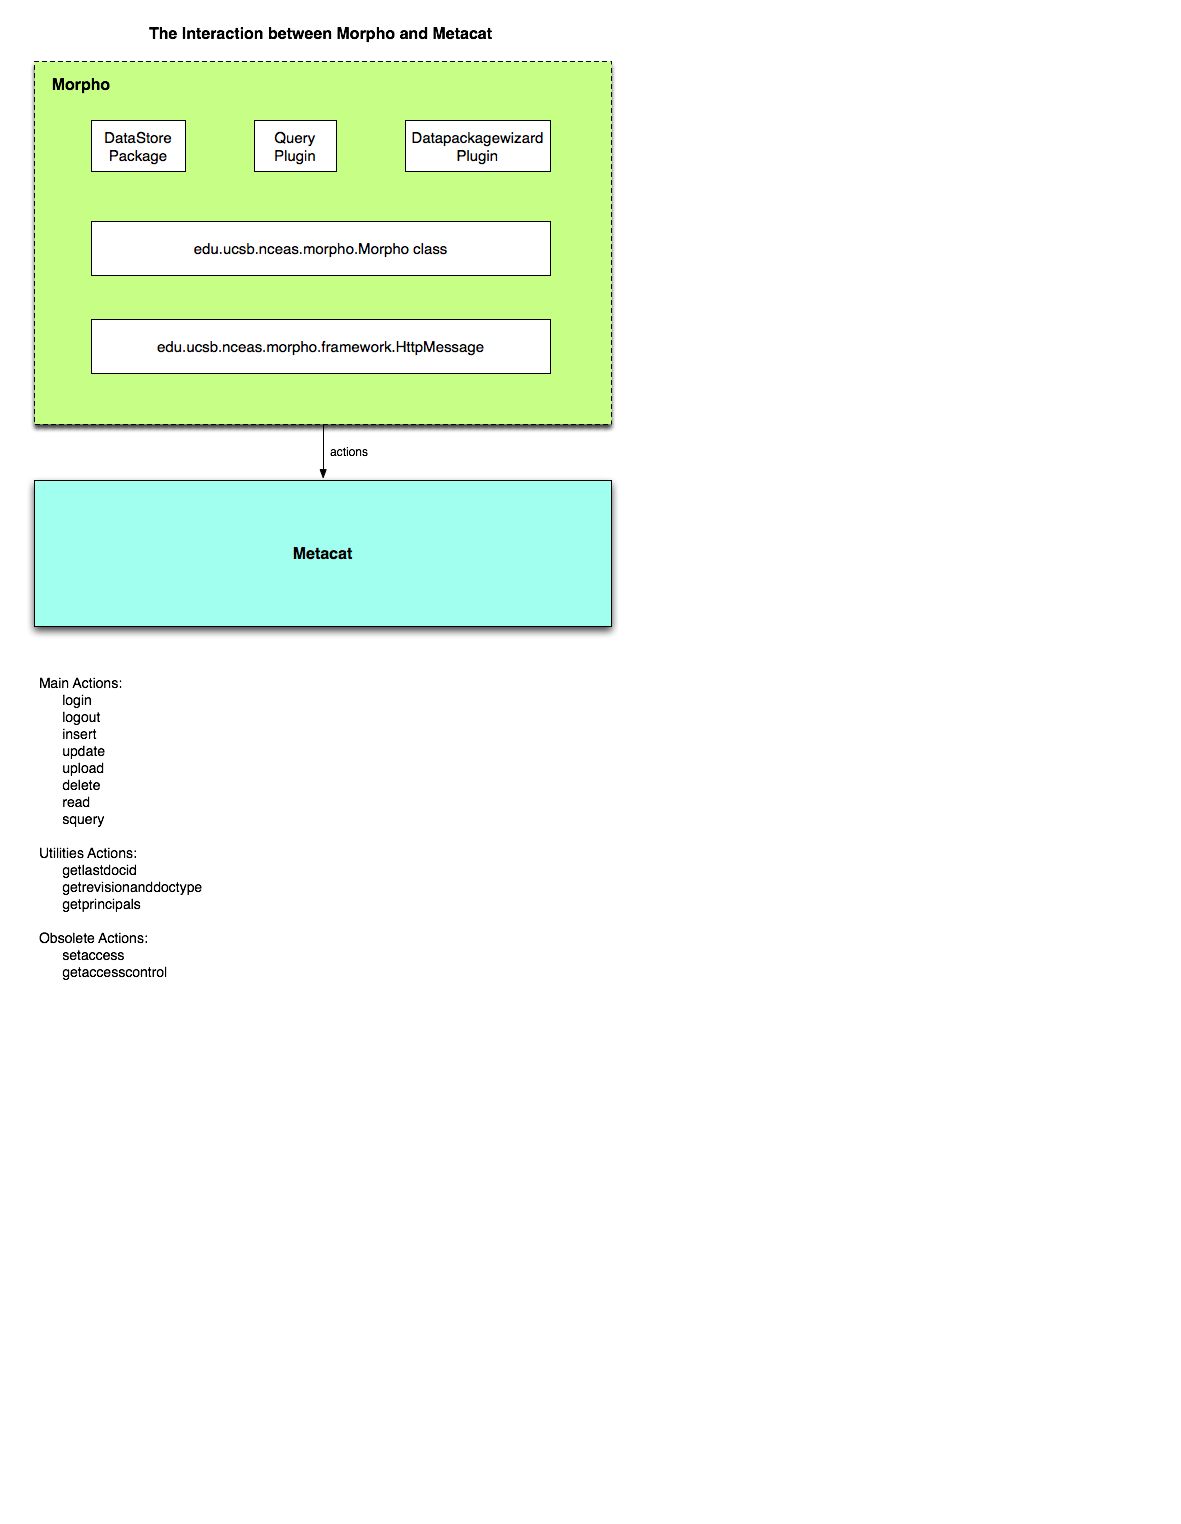 The Interaction between Morpho and Metacat
Morpho
DataStore
Package
Query
Plugin
Datapackagewizard
Plugin
edu.ucsb.nceas.morpho.Morpho class
edu.ucsb.nceas.morpho.framework.HttpMessage
actions
Metacat
Main Actions:
login
logout
insert
update
upload
delete
read
squery
Utilities Actions:
getlastdocid
getrevisionanddoctype
getprincipals
Obsolete Actions:
setaccess
getaccesscontrol